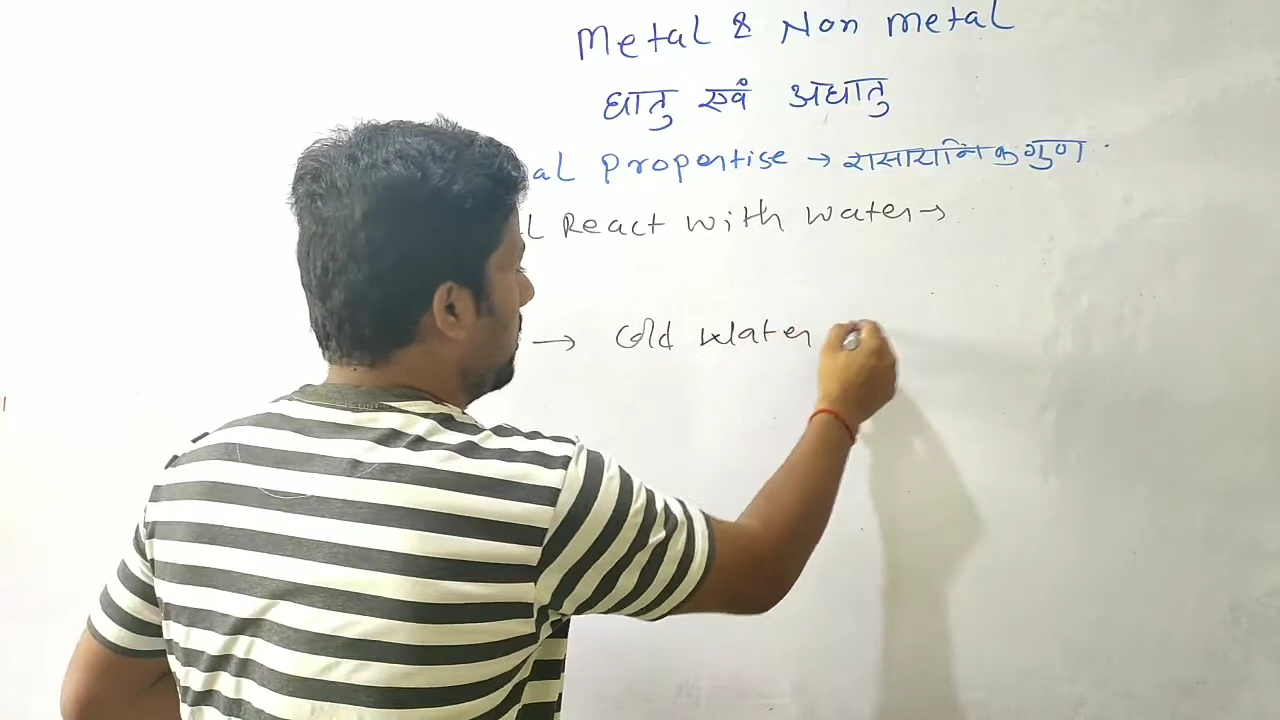 Metal & Non metal
धातु एवं अधातु
al propertise → रासायनिक गुण
L React with water →
→ Cold water